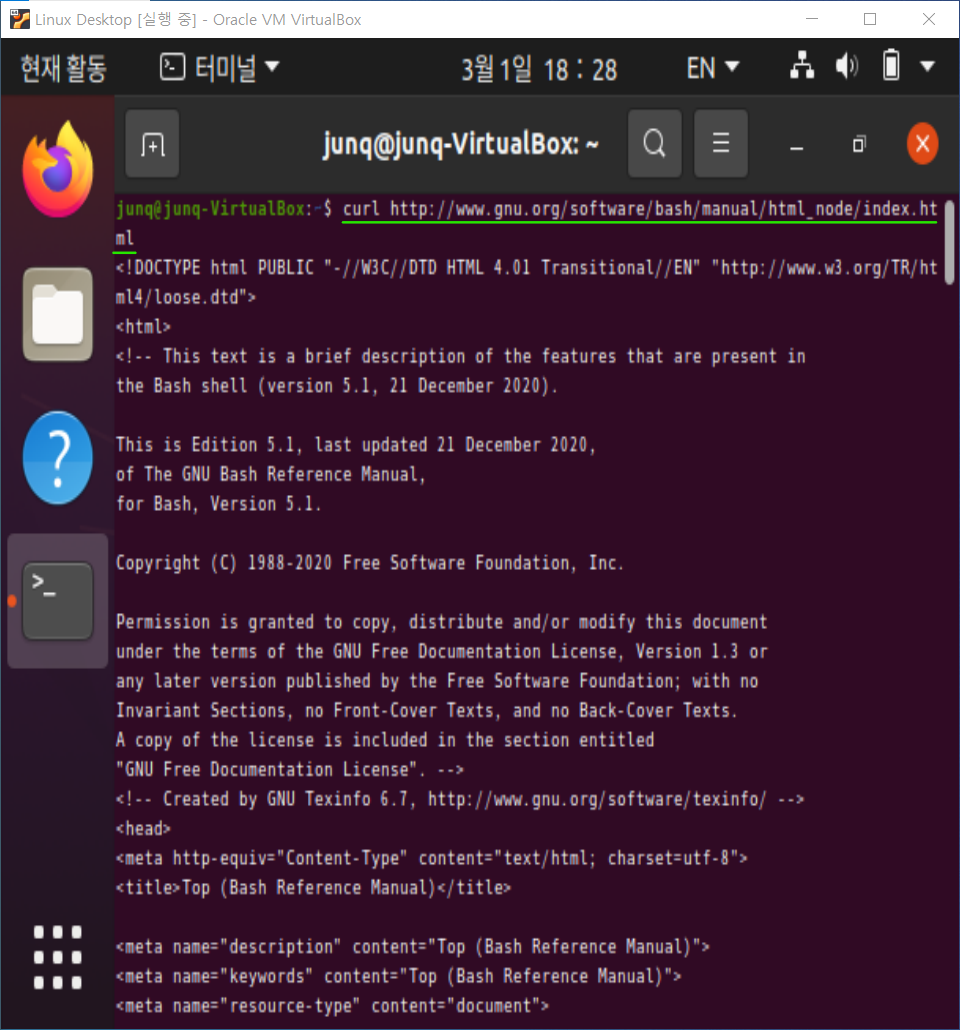 Linux Desktop [실행 중] - Oracle VM VirtualBox
현재 활동 터미널 3월 1일 18 : 28 EN
junq@junq-VirtualBox: ~
junq@junq-VirtualBox:~$ curl http://www.gnu.org/software/bash/manual/html_node/index.ht
ml
<!DOCTYPE html PUBLIC "-//W3C//DTD HTML 4.01 Transitional//EN" "http://www.w3.org/TR/ht
ml4/loose.dtd">
<html>
<!-- This text is a brief description of the features that are present in
the Bash shell (version 5.1, 21 December 2020).
This is Edition 5.1, last updated 21 December 2020,
of The GNU Bash Reference Manual,
for Bash, Version 5.1.
Copyright (C) 1988-2020 Free Software Foundation, Inc.
Permission is granted to copy, distribute and/or modify this document
under the terms of the GNU Free Documentation License, Version 1.3 or
any later version published by the Free Software Foundation; with no
Invariant Sections, no Front-Cover Texts, and no Back-Cover Texts.
A copy of the license is included in the section entitled
"GNU Free Documentation License". -->
<!-- Created by GNU Texinfo 6.7, http://www.gnu.org/software/texinfo/ -->
<head>
<meta http-equiv="Content-Type" content="text/html; charset=utf-8">
<title>Top (Bash Reference Manual)</title>
<meta name="description" content="Top (Bash Reference Manual)">
<meta name="keywords" content="Top (Bash Reference Manual)">
<meta name="resource-type" content="document">